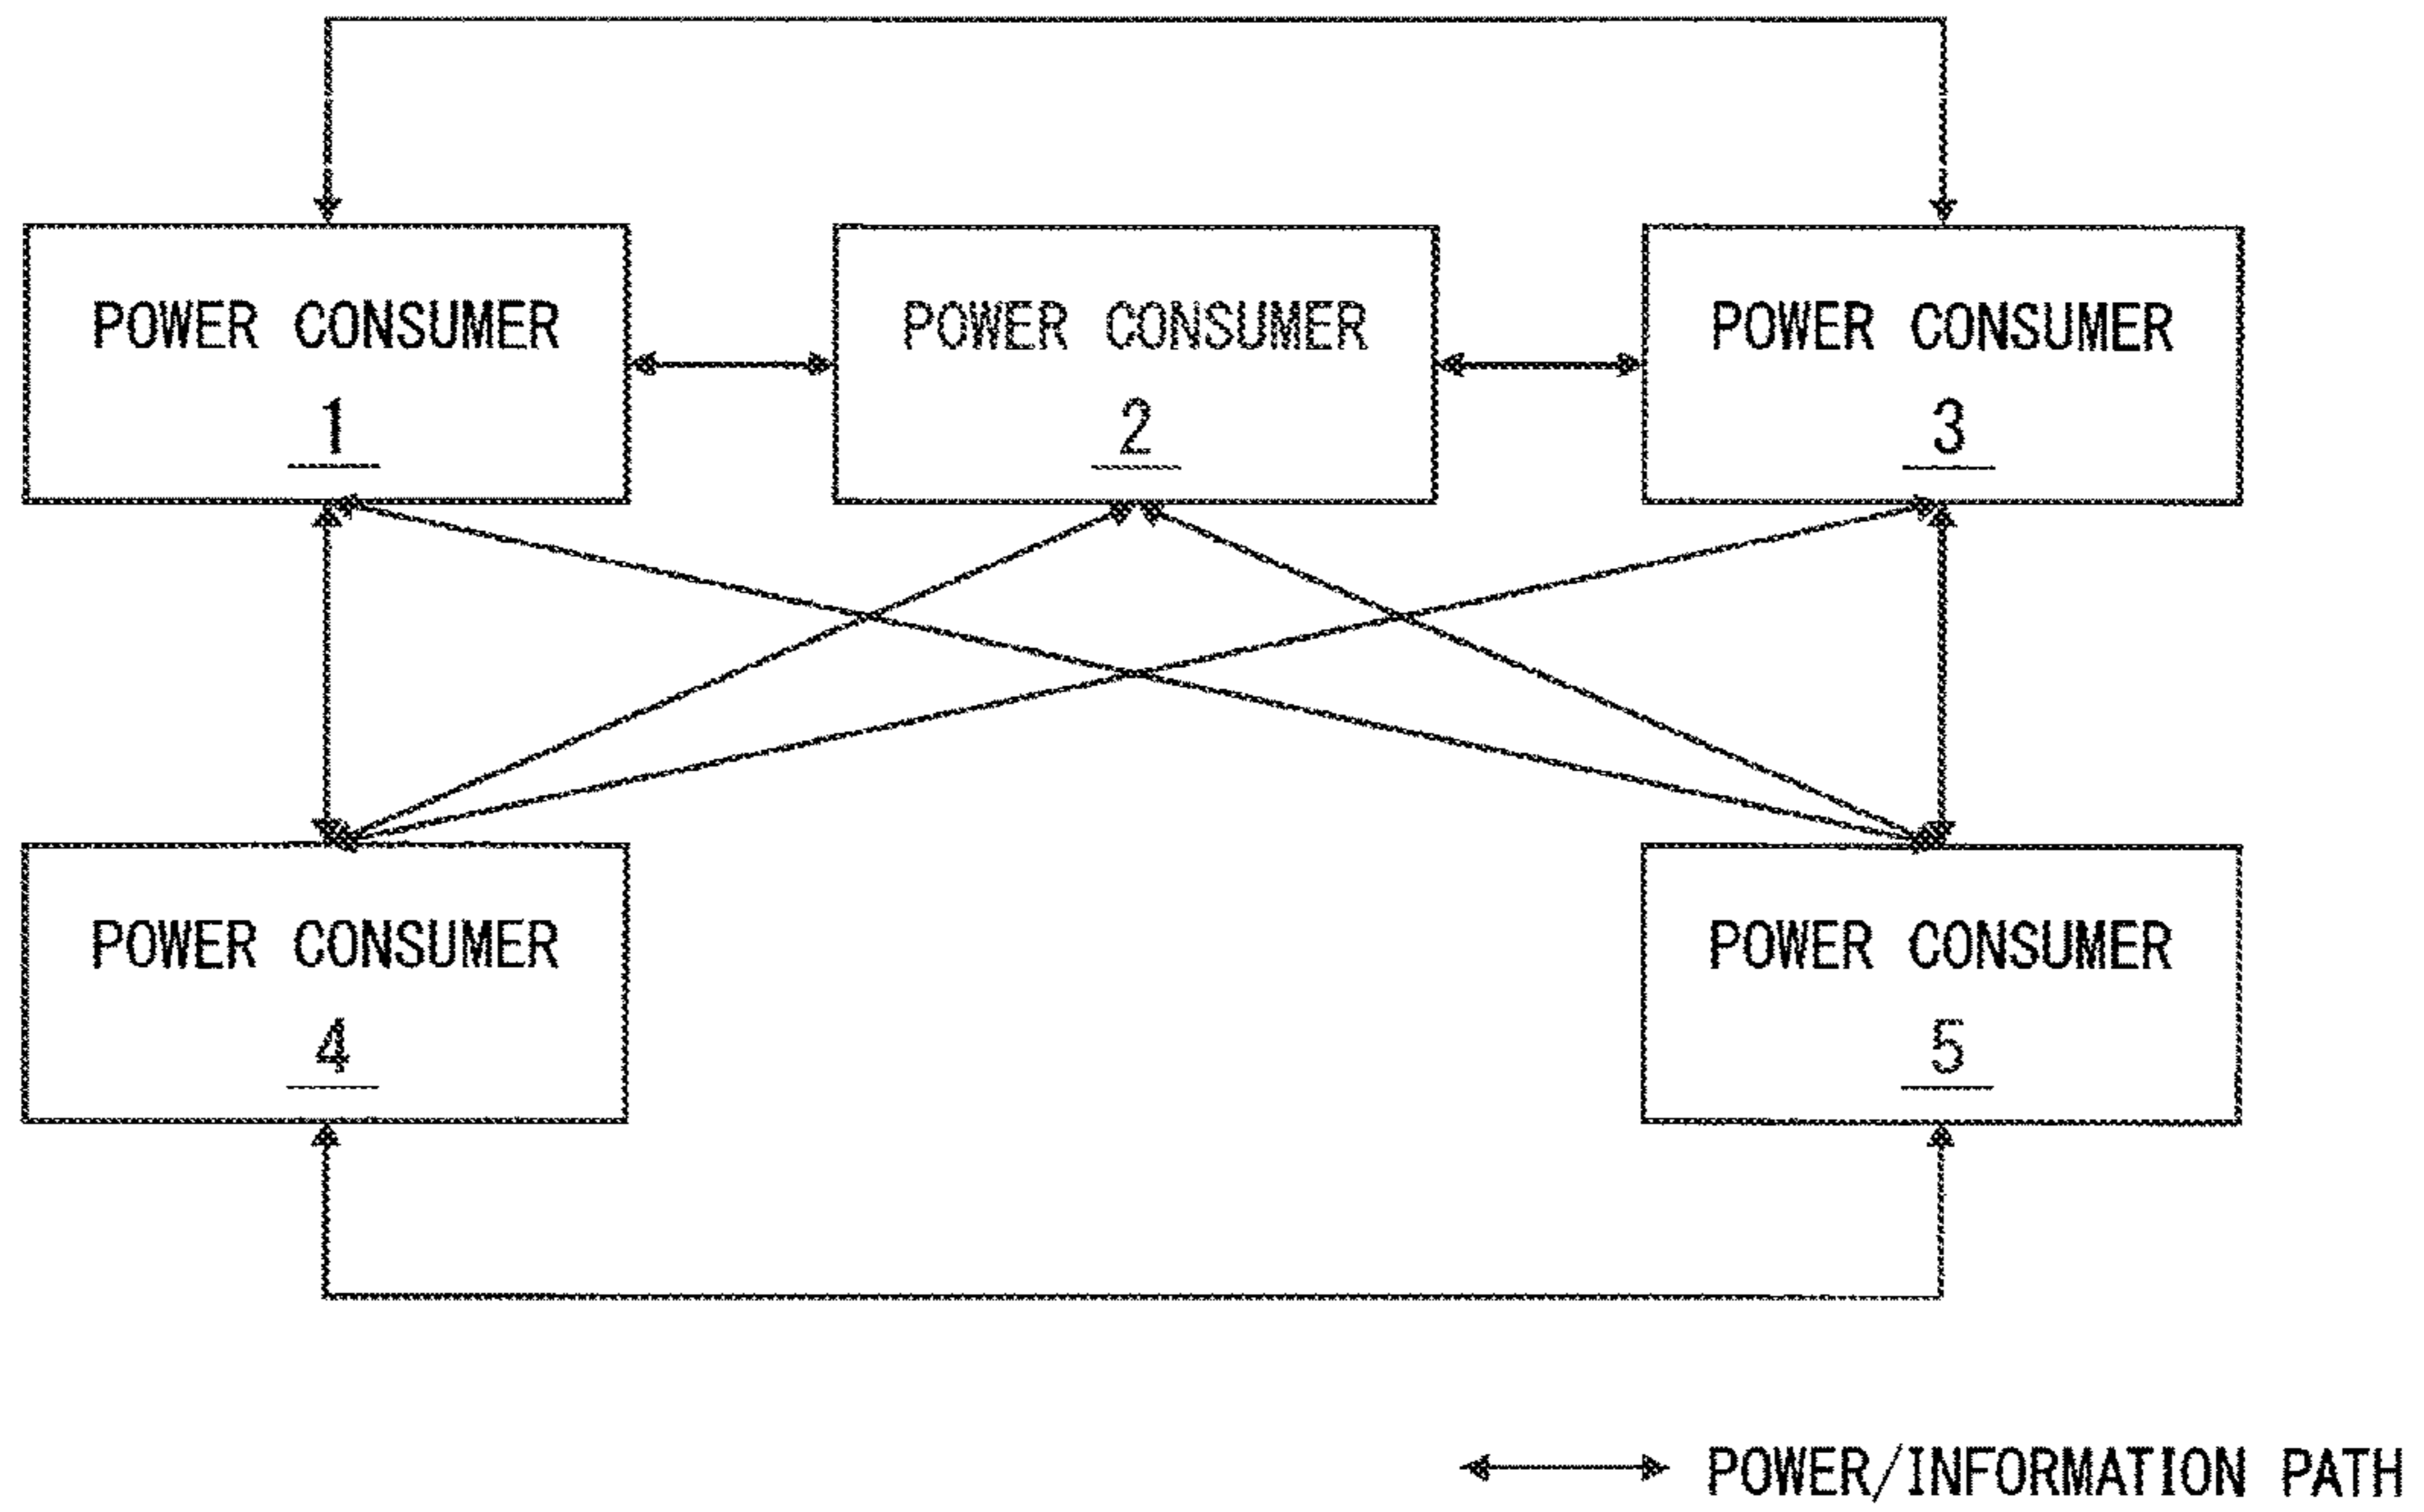 POWER CONSUMER
1
POWER CONSUMER
2
POWER CONSUMER
3
POWER CONSUMER
4
POWER CONSUMER
5
POWER/INFORMATION PATH